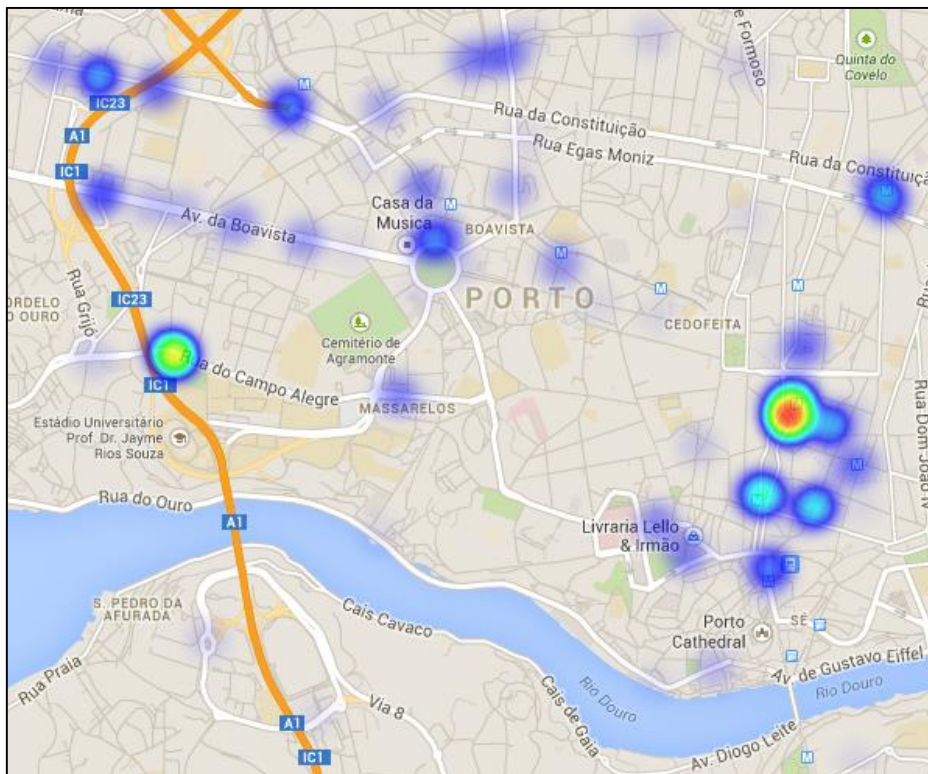 e Formoso
Quinta do
Covelo
M
IC23
Rua da Constituição
A1
Rua Egas Moniz
Rua da Constituiçã
IC1
M
Casa da
Musica
M
Av. da Boavista
BOAVISTA
M
Rua Grijó
M
M
IC23
PORTO
ORDELO
O OURO
CEDOFEITA
Cemitério de
Agramonte
Rua do Campo Alegre
IC1
MASSARELOS
Rua Dom João IV
Estádio Universitário
Prof. Dr. Jayme
Rios Souza
M
M
Rua do Ouro
A1
Livraria Lello
& Irmão
M
S. PEDRO DA
AFURADA
Cais Cavaco
Porto
Cathedral
SÉ
Rua Praia
Av. de Gustavo Eiffel
Rio Douro
Rio Douro
Via 8
Cais de Gaia
A1
Av. Diogo Leite
IC1
M